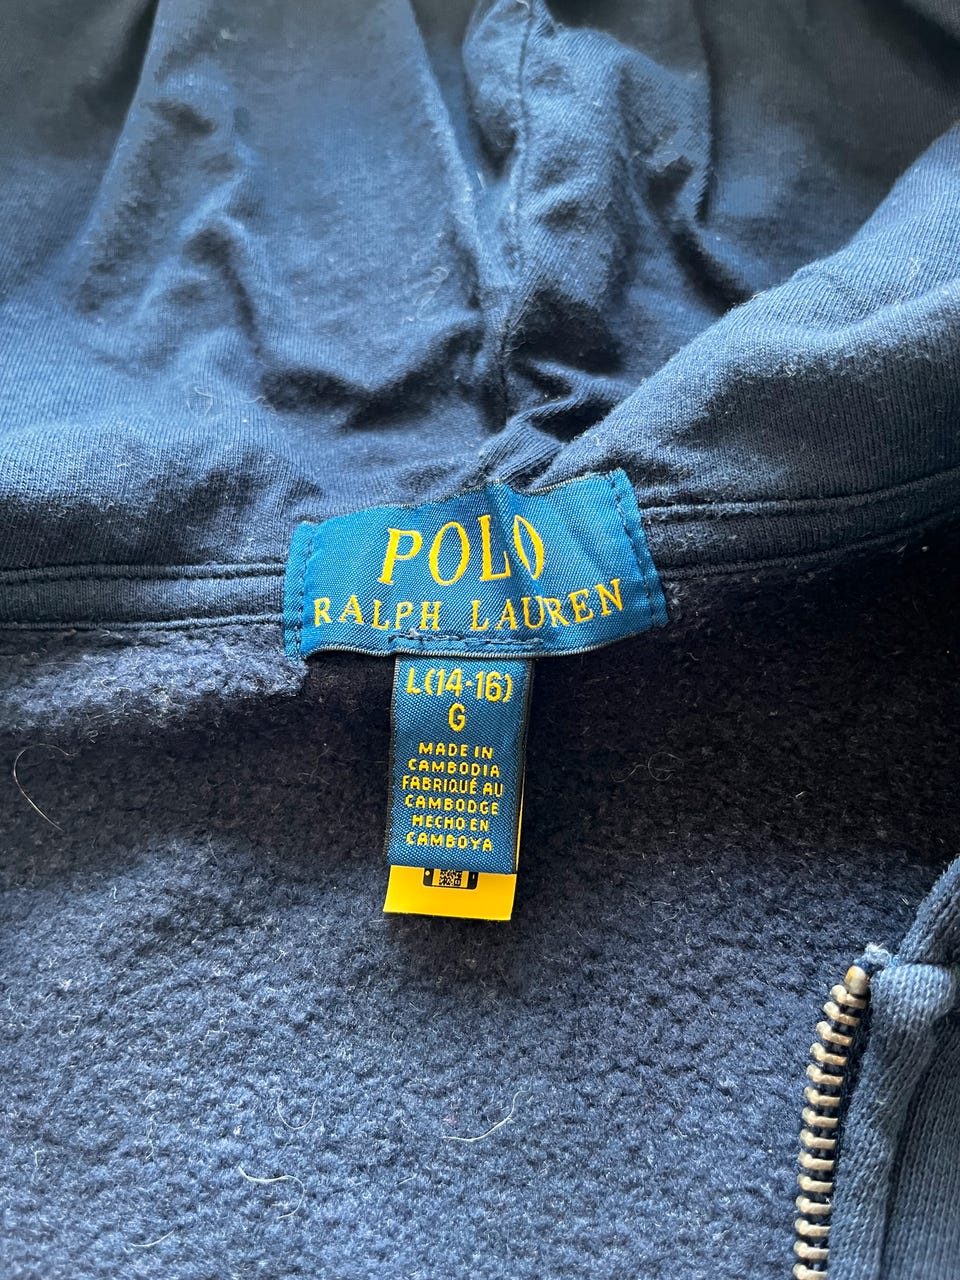 POLO
RALPH LAUREN
L(14-16)
G
MADE IN
CAMBODIA
FABRIQUÉ AU
CAMBODGE
HECHO EN
CAMBOYA